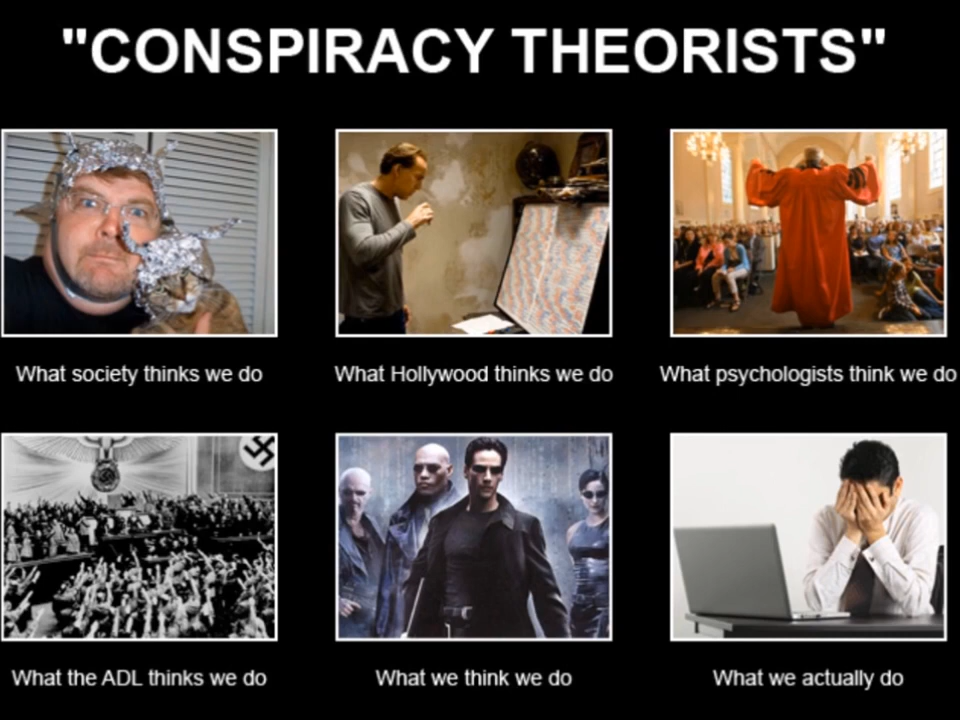 "CONSPIRACY THEORISTS"
What society thinks we do
What Hollywood thinks we do
What psychologists think we do
What the ADL thinks we do
What we think we do
What we actually do